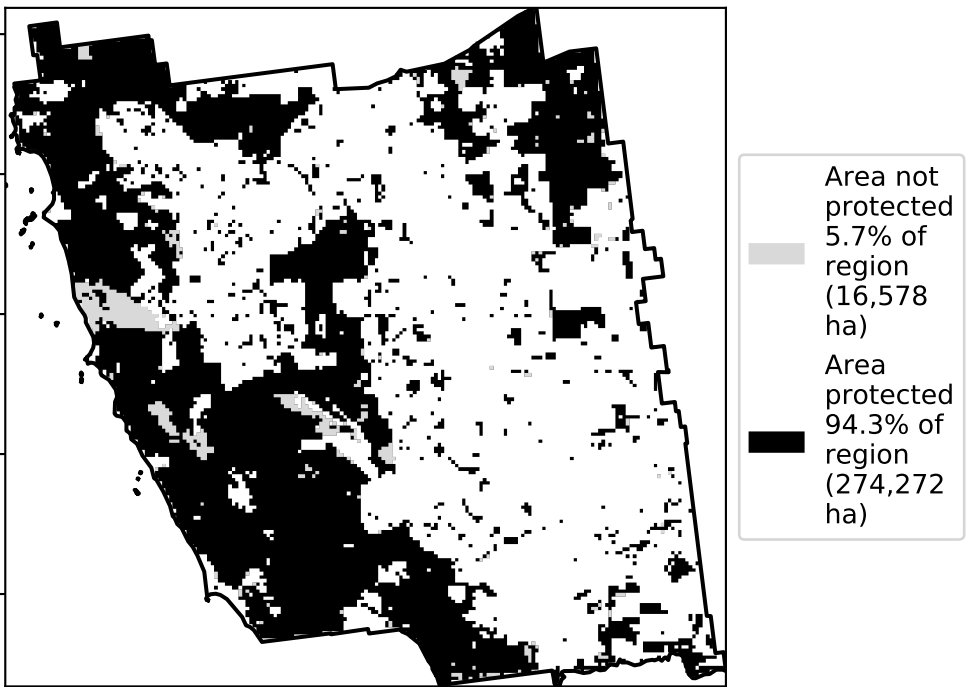 Area not
protected
5.7% of
region
(16,578
ha)
Area
protected
94.3% of
region
(274,272
ha)